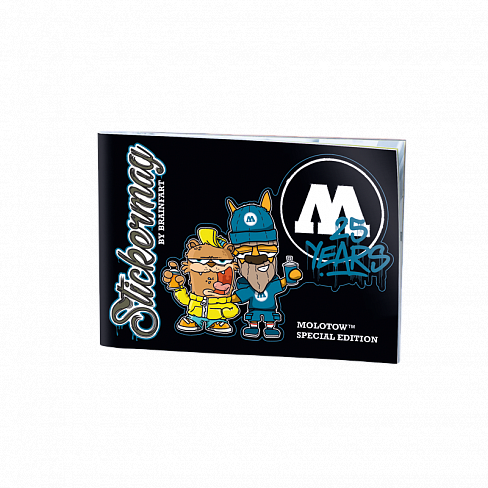 Stickermag
BY BRAINFART
M
25
YEARS
M
MOLOTOW™
SPECIAL EDITION